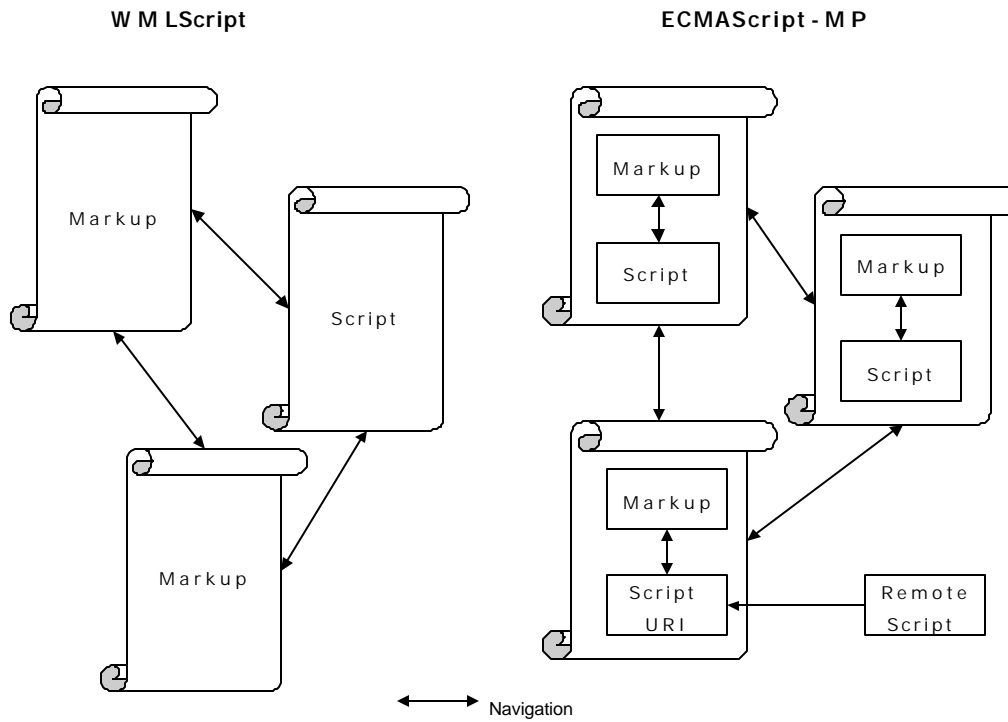 WMLScript
Markup
Script
Markup
ECMAScript - MP
Markup
Script
Markup
Script
Markup
Script
URI
Remote
Script
Navigation